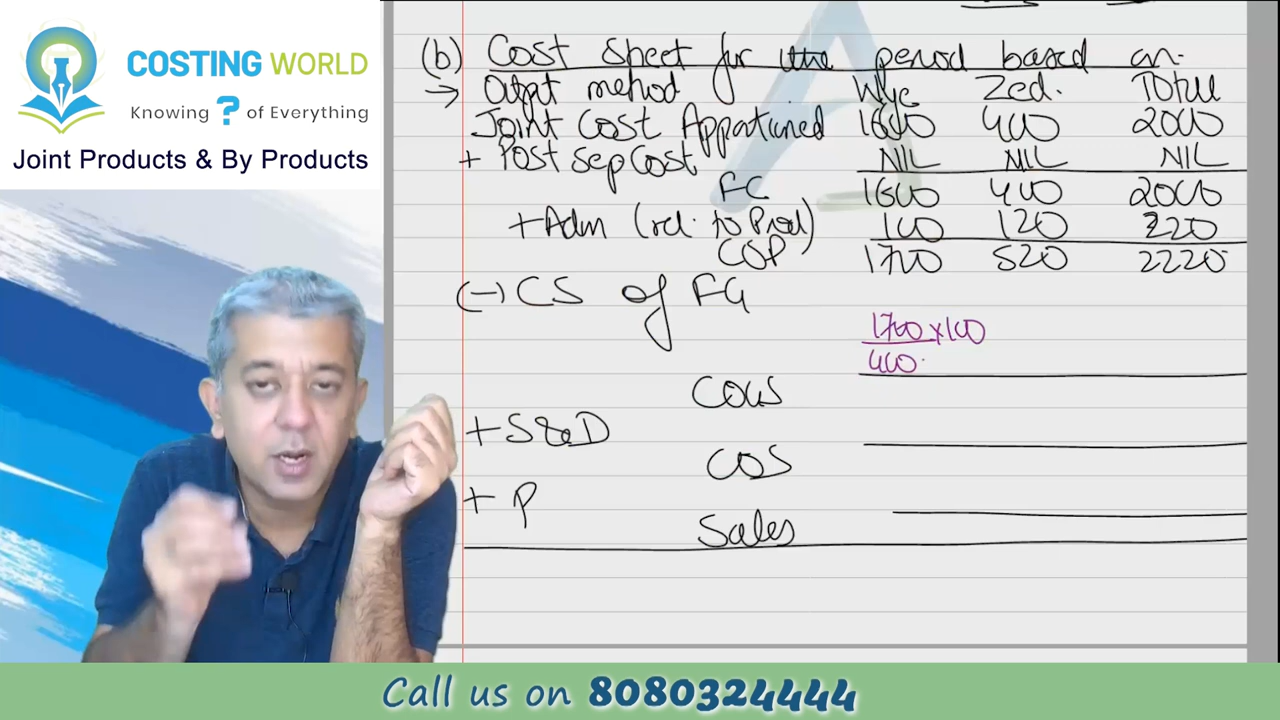 COSTING WORLD
Knowing ? of Everything
Joint Products & By Products
(b) Cost sheet for the period based on
→ Output method Wye Zed. Total
Joint Cost Apportioned 1600 400 2000
+ Post Sep Cost NIL NIL NIL
FC 1600 400 2000
+ Adm (rel. to Prod) 100 120 220
COP 1700 520 2220
(-) CS of FG
1700 x 100
400
COGS
+ S&D
COS
+ P
Sales
Call us on 8080324444